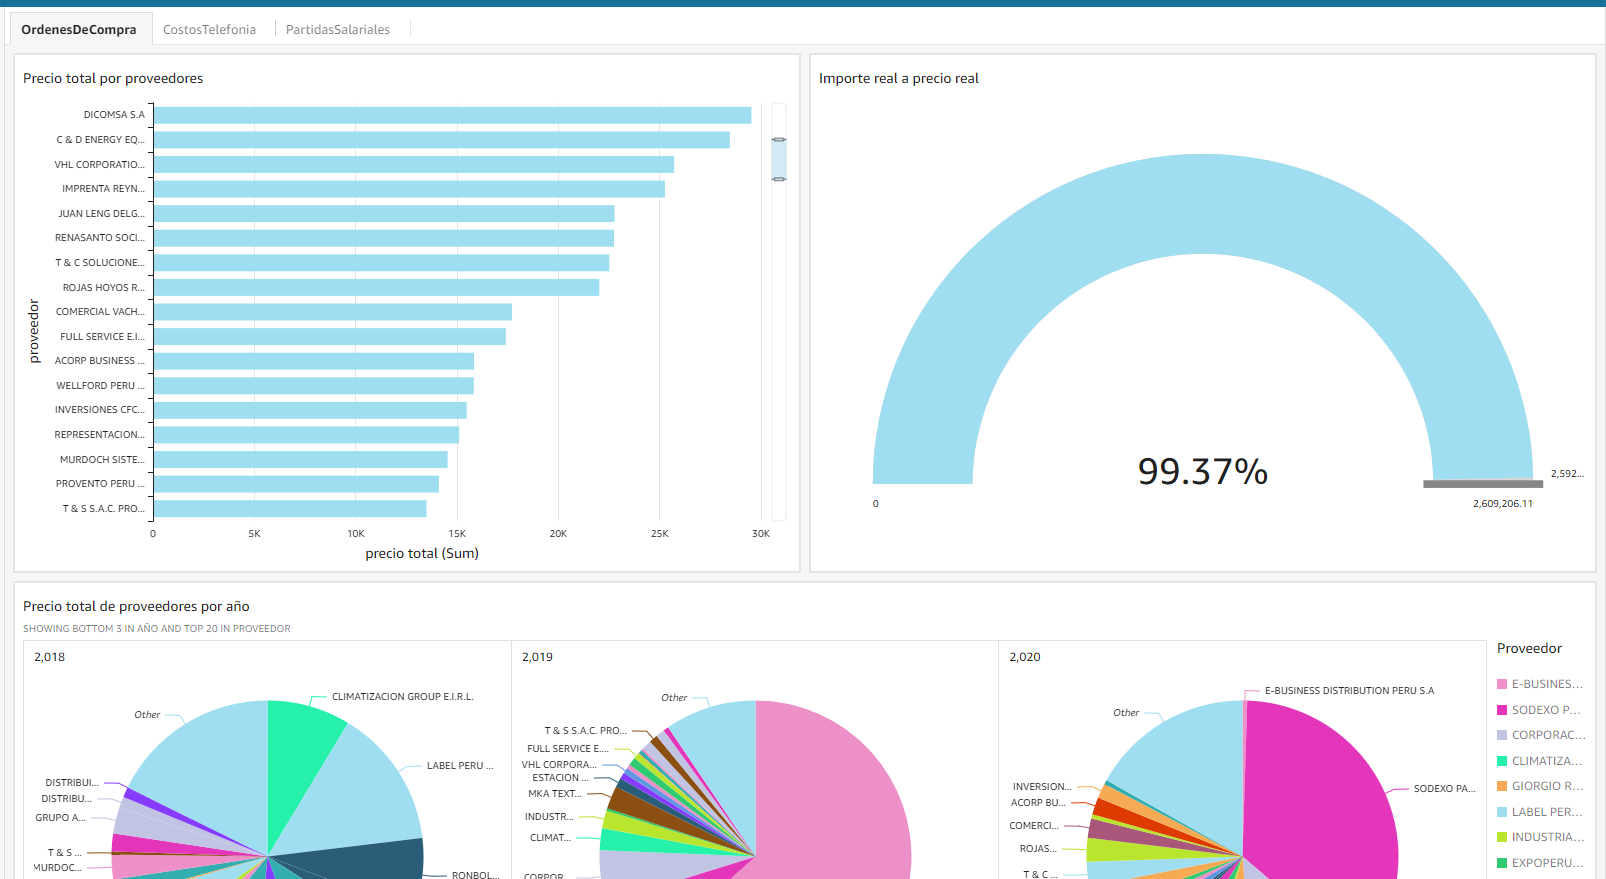 OrdenesDeCompra
CostosTelefonia
PartidasSalariales
Precio total por proveedores
DICOMSA S.A
C & D ENERGY EQ...
VHL CORPORATIO...
IMPRENTA REYN...
JUAN LENG DELG...
RENASANTO SOCI...
T & C SOLUCIONE...
ROJAS HOYOS R...
COMERCIAL VACH...
FULL SERVICE E.I...
ACORP BUSINESS ...
WELLFORD PERU ...
INVERSIONES CFC...
REPRESENTACION...
MURDOCH SISTE...
PROVENTO PERU ...
T & S S.A.C. PRO...
proveedor
0
5K
10K
15K
20K
25K
30K
precio total (Sum)
Importe real a precio real
99.37%
0
2,592...
2,609,206.11
Precio total de proveedores por año
SHOWING BOTTOM 3 IN AÑO AND TOP 20 IN PROVEEDOR
2,018
CLIMATIZACION GROUP E.I.R.L.
Other
LABEL PERU ...
DISTRIBUI...
DISTRIBU...
GRUPO A...
T & S ...
MURDOC...
RONBOL...
2,019
Other
T & S S.A.C. PRO...
FULL SERVICE E....
VHL CORPORA...
ESTACION ...
MKA TEXT...
INDUSTR...
CLIMAT...
CORPOR...
2,020
E-BUSINESS DISTRIBUTION PERU S.A
Other
SODEXO PA...
INVERSION...
ACORP BU...
COMERCI...
ROJAS...
T & C ...
Proveedor
E-BUSINES...
SODEXO P...
CORPORAC...
CLIMATIZA...
GIORGIO R...
LABEL PER...
INDUSTRIA...
EXPOPERU...